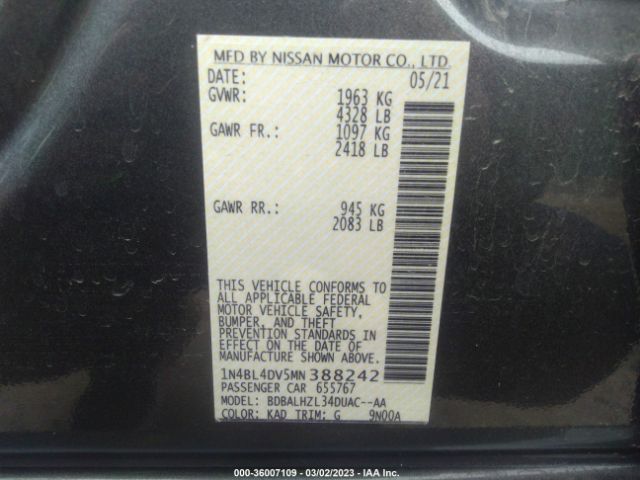 MFD BY NISSAN MOTOR CO., LTD.
DATE: 05/21
GVWR: 1963 KG
4328 LB
GAWR FR.: 1097 KG
2418 LB
GAWR RR.: 945 KG
2083 LB
THIS VEHICLE CONFORMS TO
ALL APPLICABLE FEDERAL
MOTOR VEHICLE SAFETY,
BUMPER, AND THEFT
PREVENTION STANDARDS IN
EFFECT ON THE DATE OF
MANUFACTURE SHOWN ABOVE.
1N4BL4DV5MN388242
PASSENGER CAR 655767
MODEL: BDBALHZL34DUAC--AA
COLOR: KAD TRIM: G 9N00A
000-36007109 - 03/02/2023 - IAA Inc.